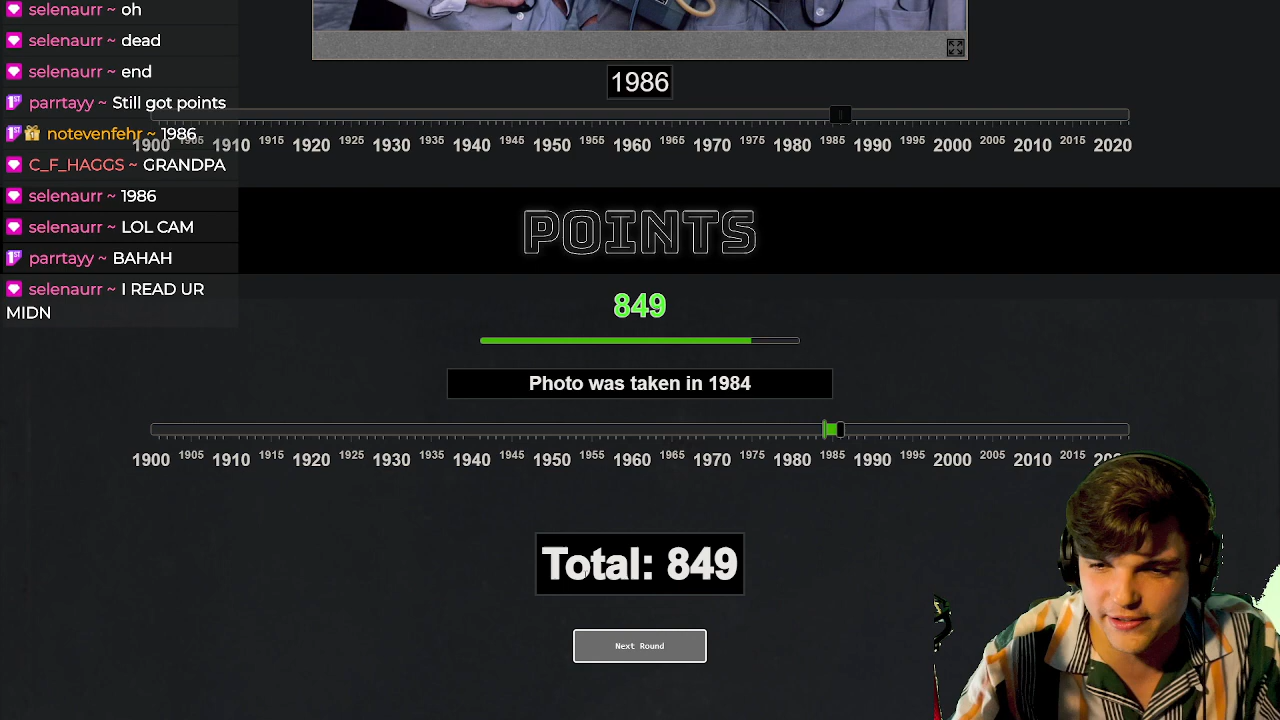 selenaurr ~ oh
selenaurr ~ dead
selenaurr ~ end
parrtayy ~ Still got points
notevenfehr ~ 1986
C_F_HAGGS ~ GRANDPA
selenaurr ~ 1986
selenaurr ~ LOL CAM
parrtayy ~ BAHAH
selenaurr ~ I READ UR
MIDN
1986
1900 1905 1910 1915 1920 1925 1930 1935 1940 1945 1950 1955 1960 1965 1970 1975 1980 1985 1990 1995 2000 2005 2010 2015 2020
POINTS
849
Photo was taken in 1984
1900 1905 1910 1915 1920 1925 1930 1935 1940 1945 1950 1955 1960 1965 1970 1975 1980 1985 1990 1995 2000 2005 2010 2015
Total: 849
Next Round